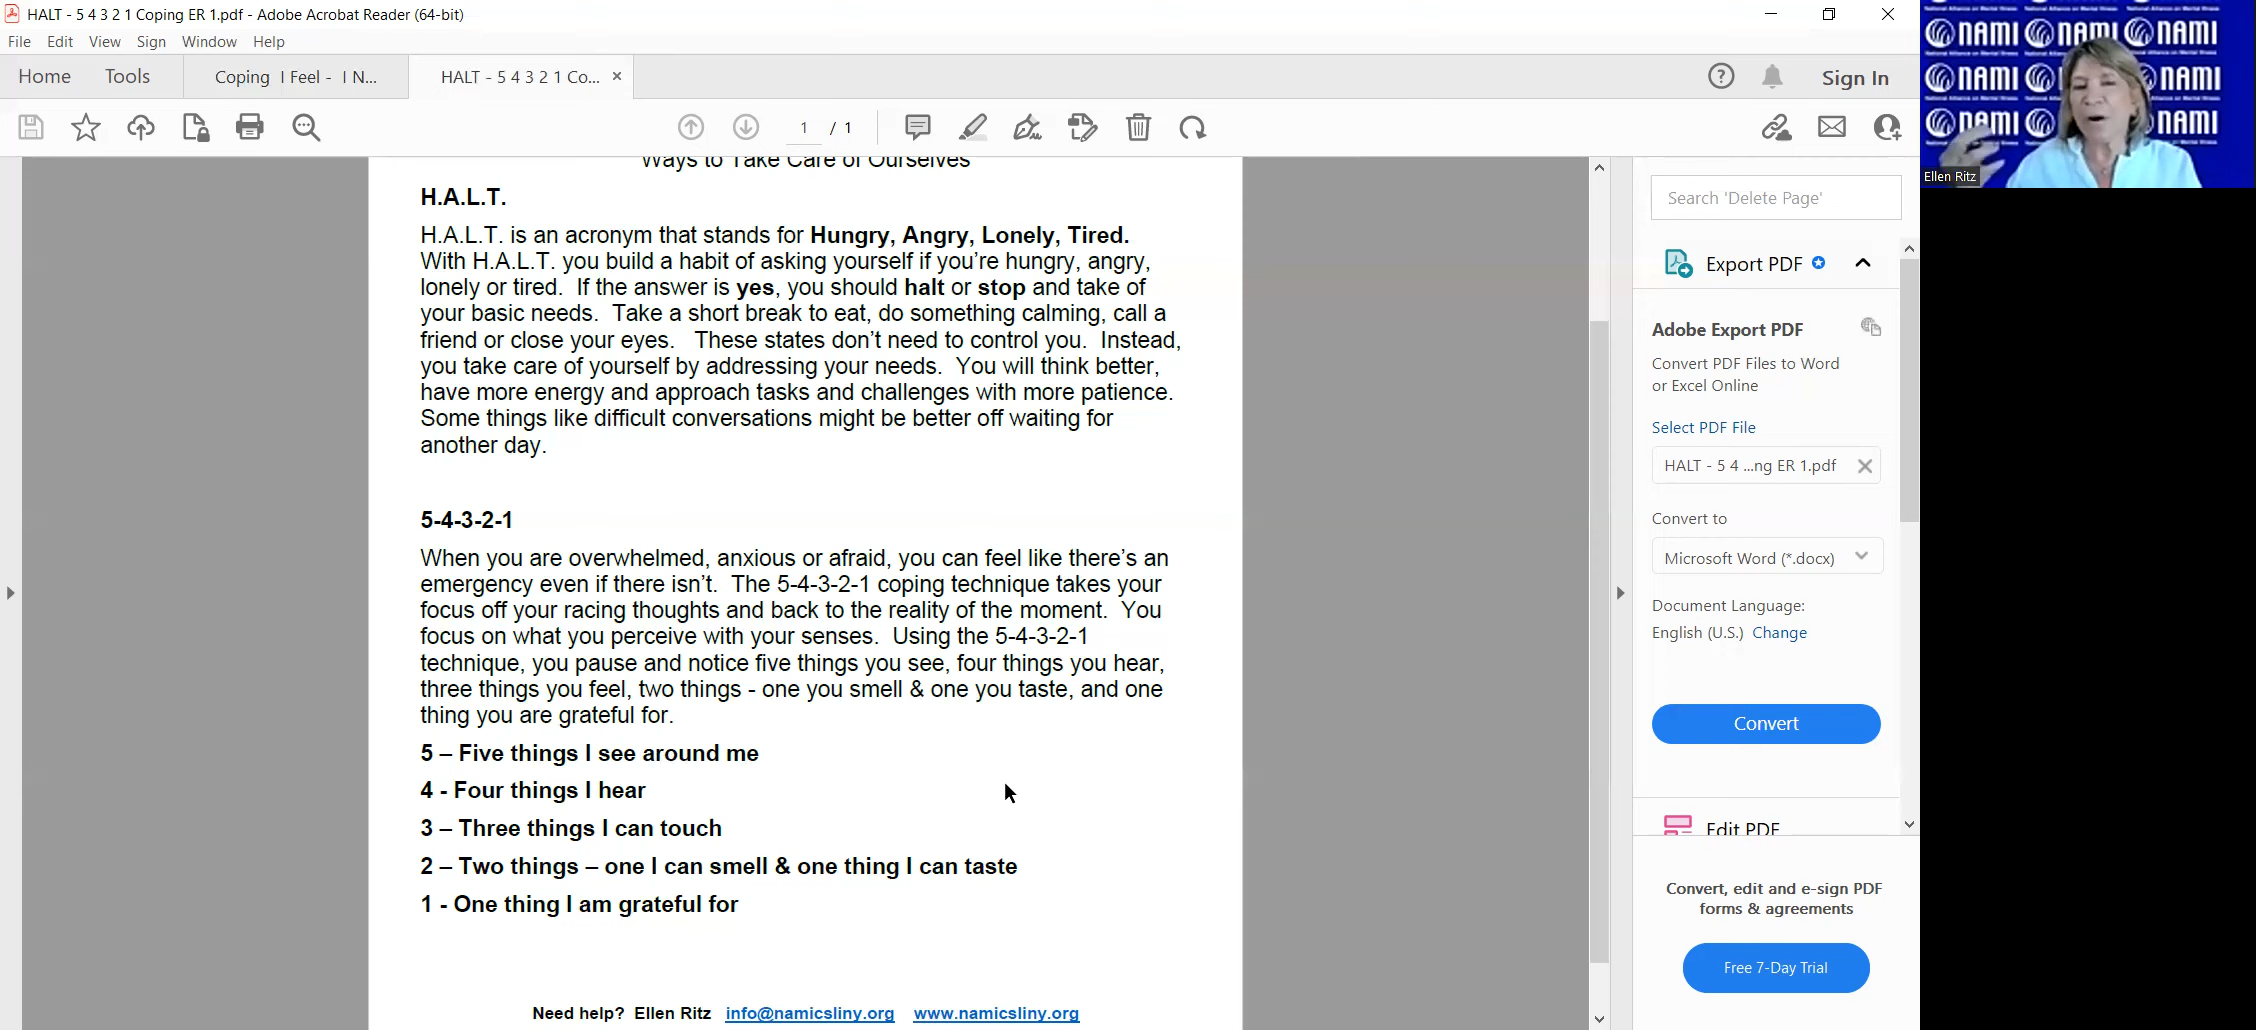 HALT - 5 4 3 2 1 Coping ER 1.pdf - Adobe Acrobat Reader (64-bit)
File Edit View Sign Window Help
Home Tools Coping I Feel - I N... HALT - 5 4 3 2 1 Co... × Sign In
1 / 1
Ways to Take Care of Ourselves
H.A.L.T.
H.A.L.T. is an acronym that stands for Hungry, Angry, Lonely, Tired.
With H.A.L.T. you build a habit of asking yourself if you're hungry, angry,
lonely or tired. If the answer is yes, you should halt or stop and take of
your basic needs. Take a short break to eat, do something calming, call a
friend or close your eyes. These states don't need to control you. Instead,
you take care of yourself by addressing your needs. You will think better,
have more energy and approach tasks and challenges with more patience.
Some things like difficult conversations might be better off waiting for
another day.
5-4-3-2-1
When you are overwhelmed, anxious or afraid, you can feel like there's an
emergency even if there isn't. The 5-4-3-2-1 coping technique takes your
focus off your racing thoughts and back to the reality of the moment. You
focus on what you perceive with your senses. Using the 5-4-3-2-1
technique, you pause and notice five things you see, four things you hear,
three things you feel, two things - one you smell & one you taste, and one
thing you are grateful for.
5 – Five things I see around me
4 - Four things I hear
3 – Three things I can touch
2 – Two things – one I can smell & one thing I can taste
1 - One thing I am grateful for
Need help? Ellen Ritz info@namicsliny.org www.namicsliny.org
Search 'Delete Page'
Export PDF
Adobe Export PDF
Convert PDF Files to Word
or Excel Online
Select PDF File
HALT - 5 4 ...ng ER 1.pdf
Convert to
Microsoft Word (*.docx)
Document Language:
English (U.S.) Change
Convert
Edit PDF
Convert, edit and e-sign PDF
forms & agreements
Free 7-Day Trial
NAMI NAMI NAMI
NAMI NAMI
NAMI NAMI
Ellen Ritz